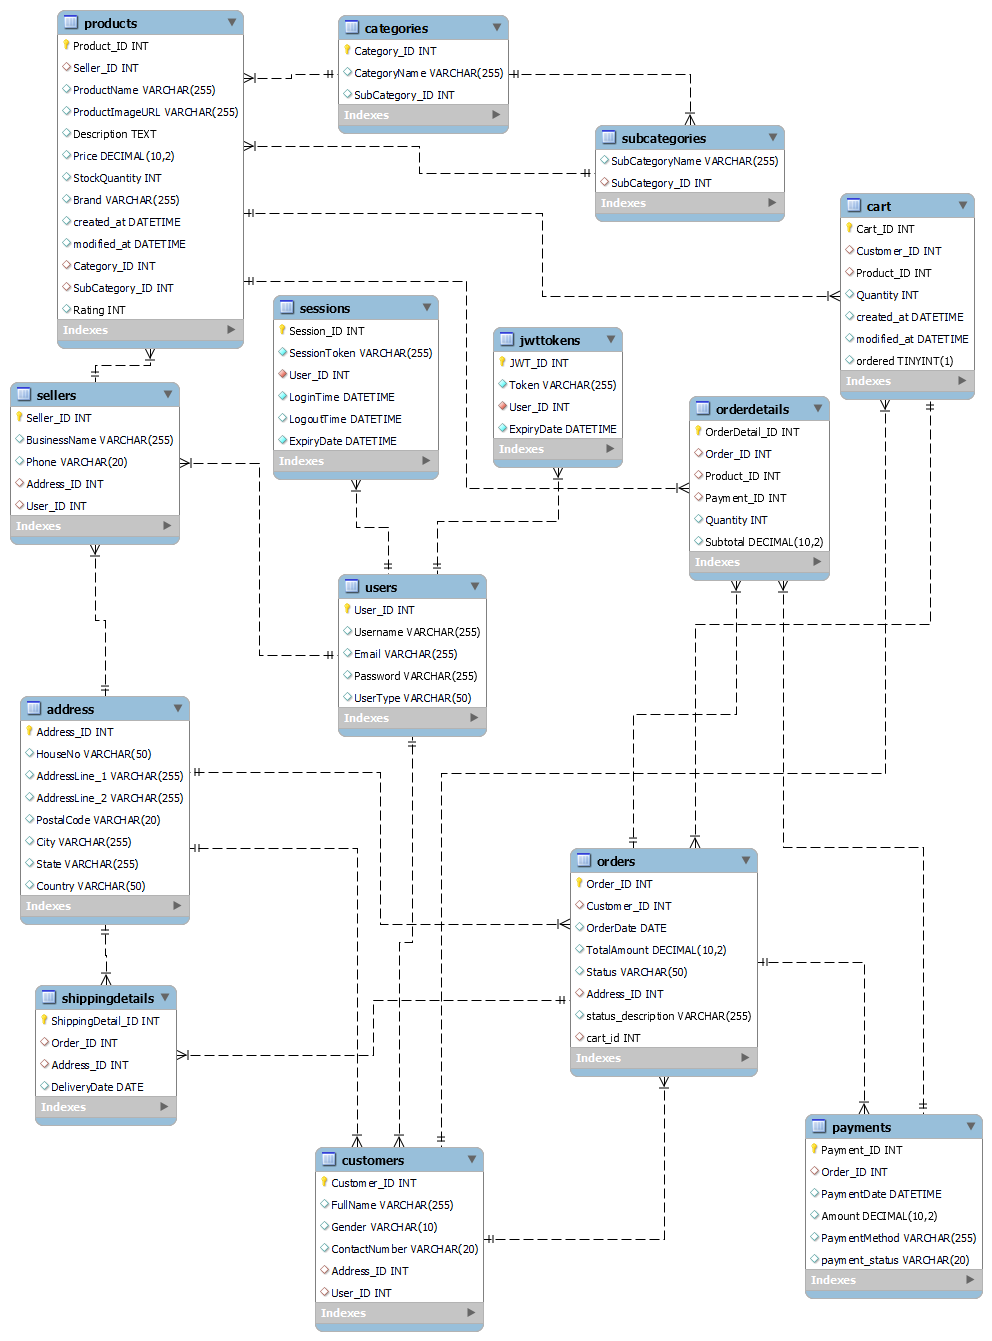 products
Product_ID INT
Seller_ID INT
ProductName VARCHAR(255)
ProductImageURL VARCHAR(255)
Description TEXT
Price DECIMAL(10,2)
StockQuantity INT
Brand VARCHAR(255)
created_at DATETIME
modified_at DATETIME
Category_ID INT
SubCategory_ID INT
Rating INT
Indexes
categories
Category_ID INT
CategoryName VARCHAR(255)
SubCategory_ID INT
Indexes
subcategories
SubCategoryName VARCHAR(255)
SubCategory_ID INT
Indexes
cart
Cart_ID INT
Customer_ID INT
Product_ID INT
Quantity INT
created_at DATETIME
modified_at DATETIME
ordered TINYINT(1)
Indexes
sessions
Session_ID INT
SessionToken VARCHAR(255)
User_ID INT
LoginTime DATETIME
LogoutTime DATETIME
ExpiryDate DATETIME
Indexes
jwttokens
JWT_ID INT
Token VARCHAR(255)
User_ID INT
ExpiryDate DATETIME
Indexes
sellers
Seller_ID INT
BusinessName VARCHAR(255)
Phone VARCHAR(20)
Address_ID INT
User_ID INT
Indexes
orderdetails
OrderDetail_ID INT
Order_ID INT
Product_ID INT
Payment_ID INT
Quantity INT
Subtotal DECIMAL(10,2)
Indexes
users
User_ID INT
Username VARCHAR(255)
Email VARCHAR(255)
Password VARCHAR(255)
UserType VARCHAR(50)
Indexes
address
Address_ID INT
HouseNo VARCHAR(50)
AddressLine_1 VARCHAR(255)
AddressLine_2 VARCHAR(255)
PostalCode VARCHAR(20)
City VARCHAR(255)
State VARCHAR(255)
Country VARCHAR(50)
Indexes
orders
Order_ID INT
Customer_ID INT
OrderDate DATE
TotalAmount DECIMAL(10,2)
Status VARCHAR(50)
Address_ID INT
status_description VARCHAR(255)
cart_id INT
Indexes
shippingdetails
ShippingDetail_ID INT
Order_ID INT
Address_ID INT
DeliveryDate DATE
Indexes
customers
Customer_ID INT
FullName VARCHAR(255)
Gender VARCHAR(10)
ContactNumber VARCHAR(20)
Address_ID INT
User_ID INT
Indexes
payments
Payment_ID INT
Order_ID INT
PaymentDate DATETIME
Amount DECIMAL(10,2)
PaymentMethod VARCHAR(255)
payment_status VARCHAR(20)
Indexes